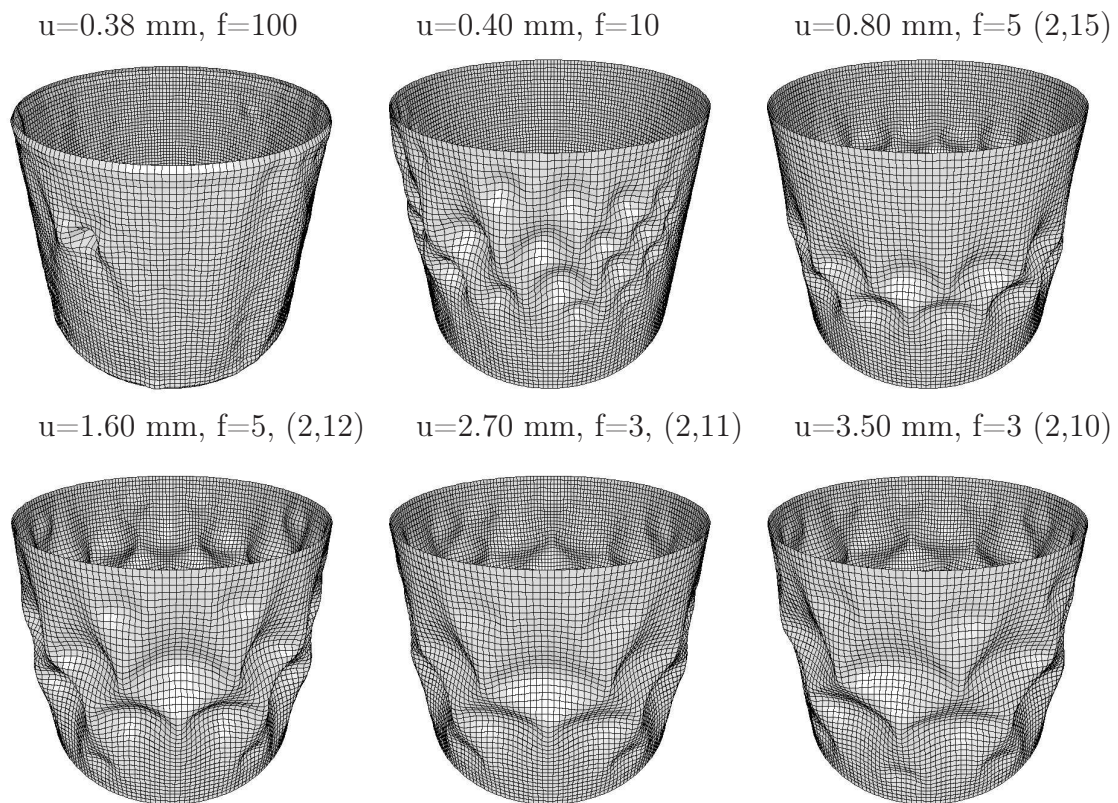 u=0.38 mm, f=100
u=0.40 mm, f=10
u=0.80 mm, f=5 (2,15)
u=1.60 mm, f=5, (2,12)
u=2.70 mm, f=3, (2,11)
u=3.50 mm, f=3 (2,10)